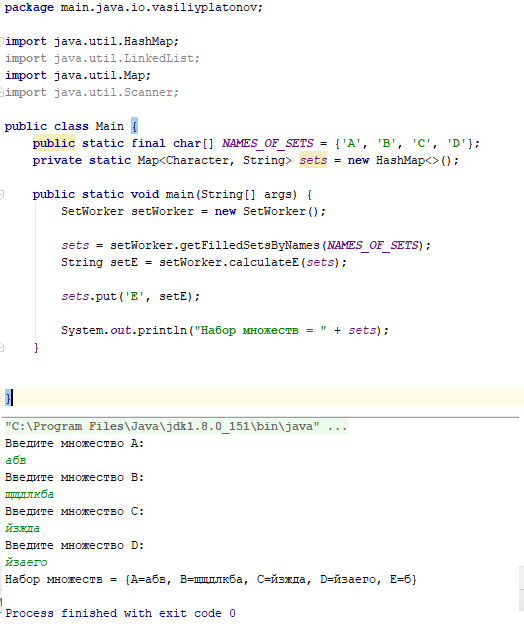 package main.java.io.vasiliyplatonov;
import java.util.HashMap;
import java.util.LinkedList;
import java.util.Map;
import java.util.Scanner;
public class Main {
public static final char[] NAMES_OF_SETS = {'A', 'B', 'C', 'D'};
private static Map<Character, String> sets = new HashMap<>();
public static void main(String[] args) {
SetWorker setWorker = new SetWorker();
sets = setWorker.getFilledSetsByNames(NAMES_OF_SETS);
String setE = setWorker.calculateE(sets);
sets.put('E', setE);
System.out.println("Набор множеств = " + sets);
}
}
"C:\Program Files\Java\jdk1.8.0_151\bin\java" ...
Введите множество A:
абв
Введите множество B:
щцдлкба
Введите множество C:
йзжда
Введите множество D:
йзаего
Набор множеств = {A=абв, B=щцдлкба, C=йзжда, D=йзаего, E=б}
Process finished with exit code 0